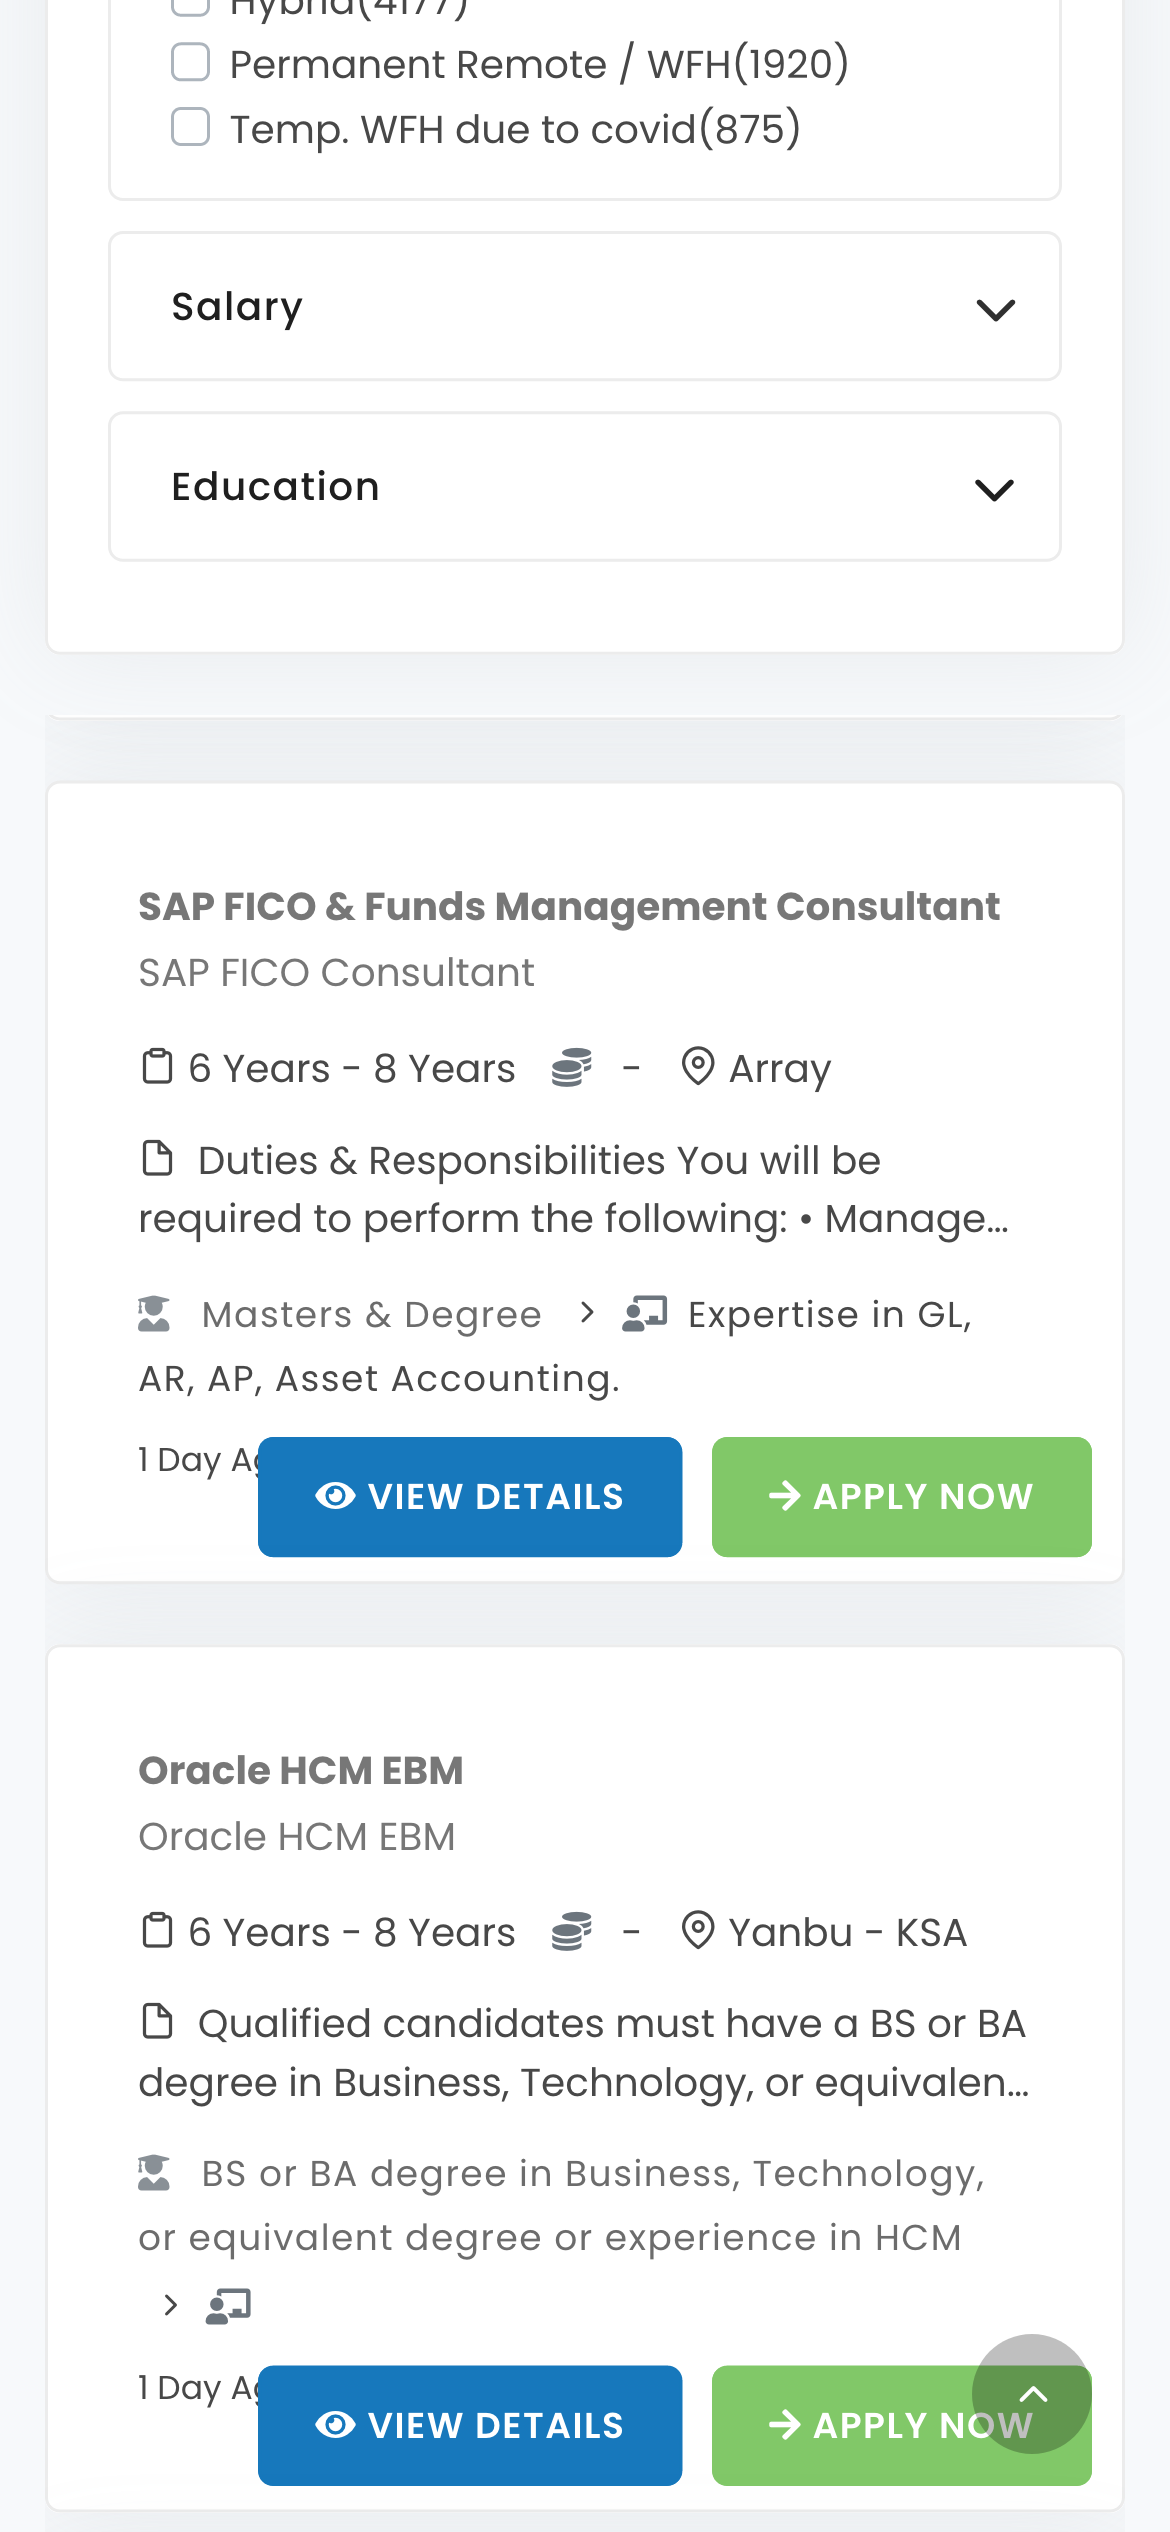 Hybrid(4177)
Permanent Remote / WFH(1920)
Temp. WFH due to covid(875)
Salary
Education
SAP FICO & Funds Management Consultant
SAP FICO Consultant
6 Years - 8 Years - Array
Duties & Responsibilities You will be
required to perform the following: • Manage...
Masters & Degree > Expertise in GL,
AR, AP, Asset Accounting.
1 Day
VIEW DETAILS
APPLY NOW
Oracle HCM EBM
Oracle HCM EBM
6 Years - 8 Years - Yanbu - KSA
Qualified candidates must have a BS or BA
degree in Business, Technology, or equivalen...
BS or BA degree in Business, Technology,
or equivalent degree or experience in HCM
>
1 Day
VIEW DETAILS
APPLY NOW